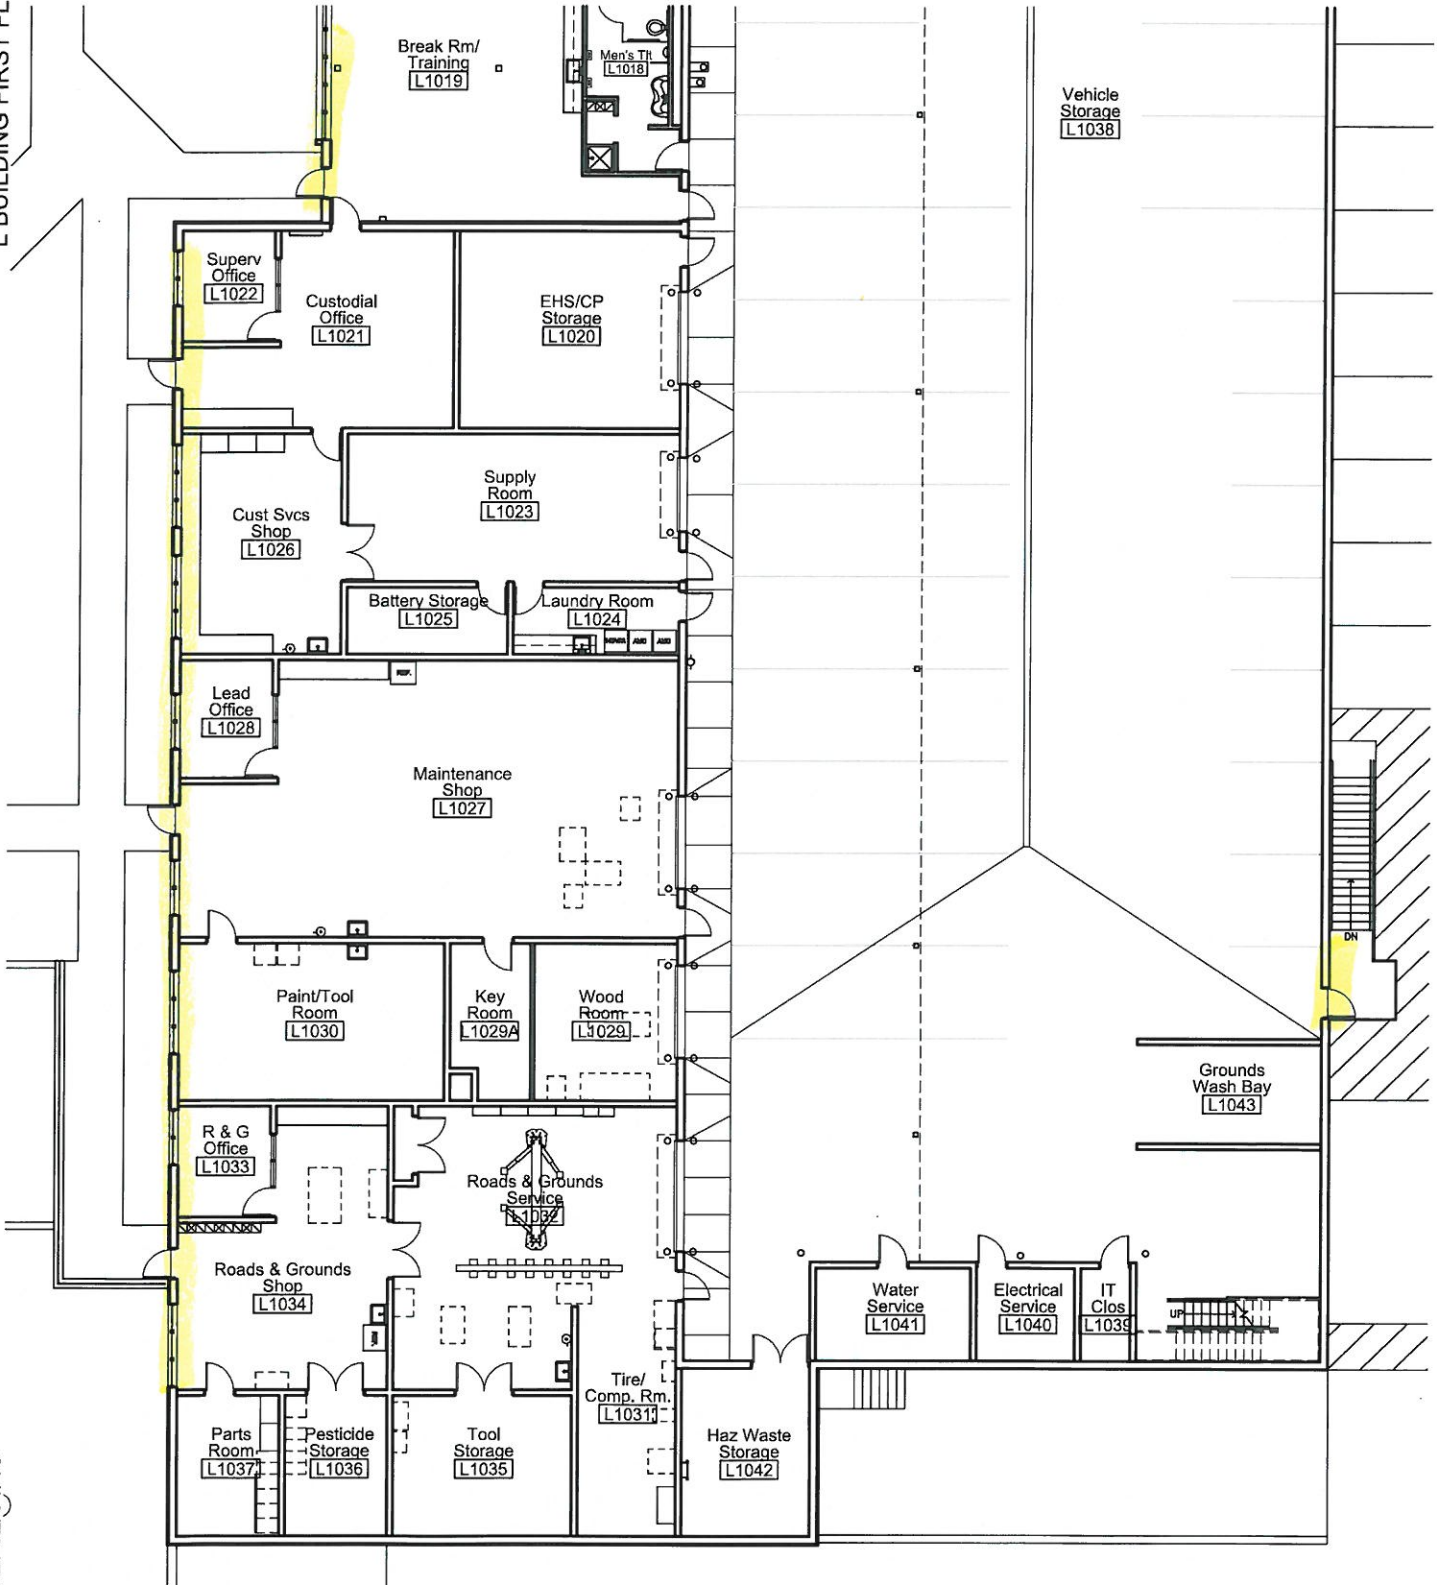 E BUILDING FIRST FL
Break Rm/
Training
L1019
Men's Tlt
L1018
Vehicle
Storage
L1038
Superv
Office
L1022
Custodial
Office
L1021
EHS/CP
Storage
L1020
Supply
Room
L1023
Cust Svcs
Shop
L1026
Battery Storage
L1025
Laundry Room
L1024
REF.
Lead
Office
L1028
Maintenance
Shop
L1027
DN
Paint/Tool
Room
L1030
Key
Room
L1029A
Wood
Room
L1029
Grounds
Wash Bay
L1043
R & G
Office
L1033
Roads & Grounds
Service
L1032
Roads & Grounds
Shop
L1034
Water
Service
L1041
Electrical
Service
L1040
IT
Clos
L1039
UP
Tire/
Comp. Rm.
L1031
Parts
Room
L1037
Pesticide
Storage
L1036
Tool
Storage
L1035
Haz Waste
Storage
L1042